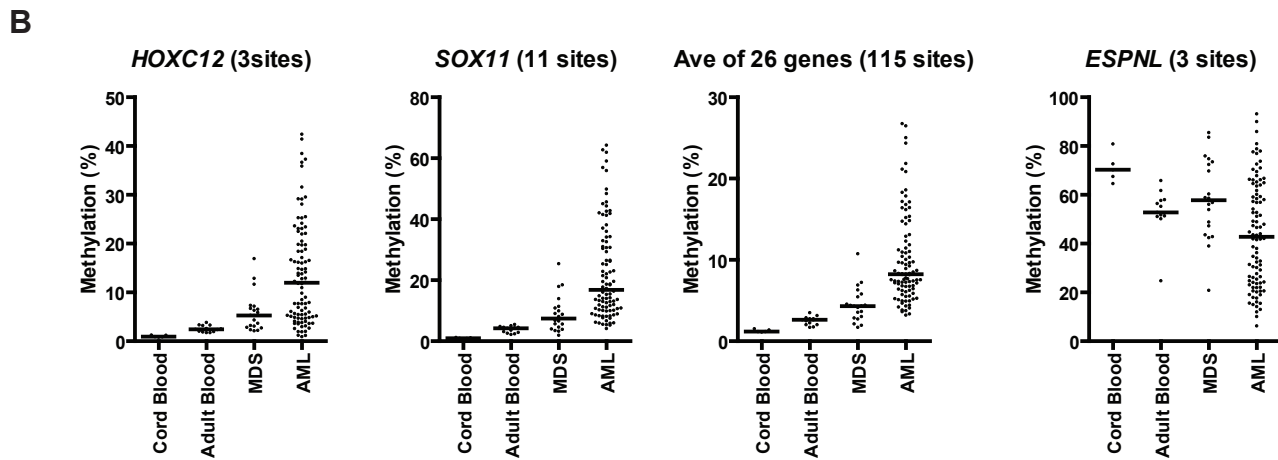 B
HOXC12 (3sites)
Methylation (%)
50
40
30
20
10
0
Cord Blood
Adult Blood
MDS
AML
SOX11 (11 sites)
Methylation (%)
80
60
40
20
0
Cord Blood
Adult Blood
MDS
AML
Ave of 26 genes (115 sites)
Methylation (%)
30
20
10
0
Cord Blood
Adult Blood
MDS
AML
ESPNL (3 sites)
Methylation (%)
100
80
60
40
20
0
Cord Blood
Adult Blood
MDS
AML